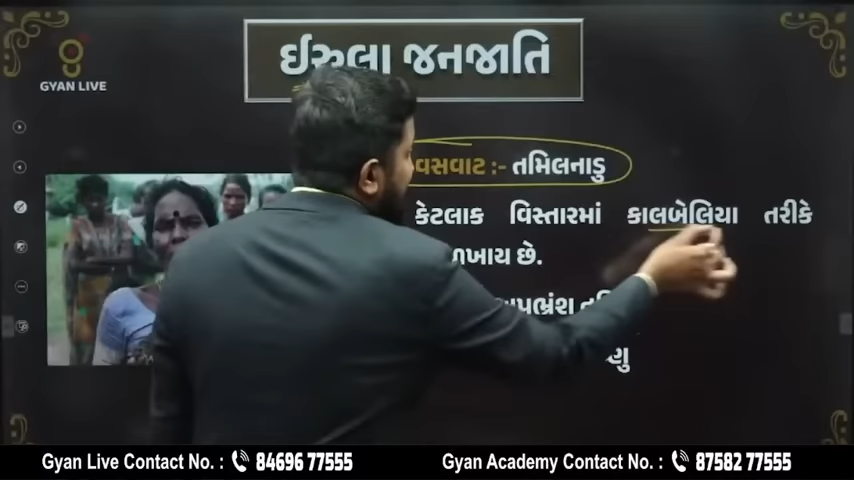 ઈરુલા જનજાતિ
GYAN LIVE
વસવાટ :- તમિલનાડુ
કેટલાક વિસ્તારમાં કાલબેલિયા તરીકે
ળખાય છે.
Gyan Live Contact No. : 84696 77555
Gyan Academy Contact No. : 87582 77555